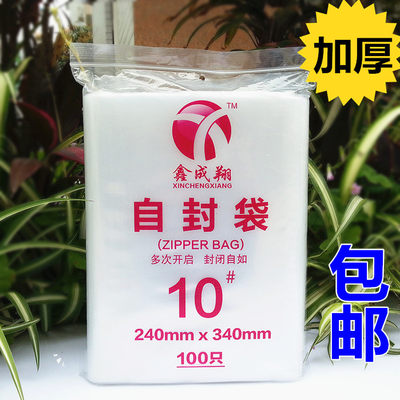 加厚
TM
鑫成翔
XINCHENGXIANG
自封袋
(ZIPPER BAG)
多次开启 封闭自如
10#
240mm x 340mm
100只
包邮